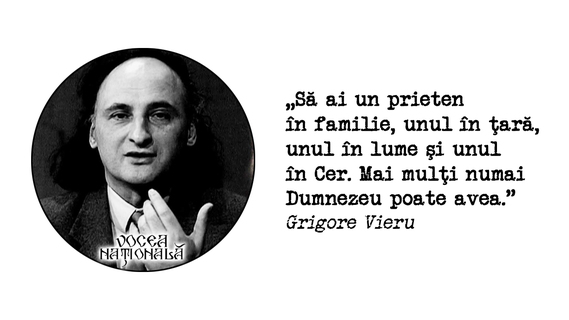 „Să ai un prieten
în familie, unul în ţară,
unul în lume şi unul
în Cer. Mai mulţi numai
Dumnezeu poate avea.”
Grigore Vieru
VOCEA
NAŢIONALĂ